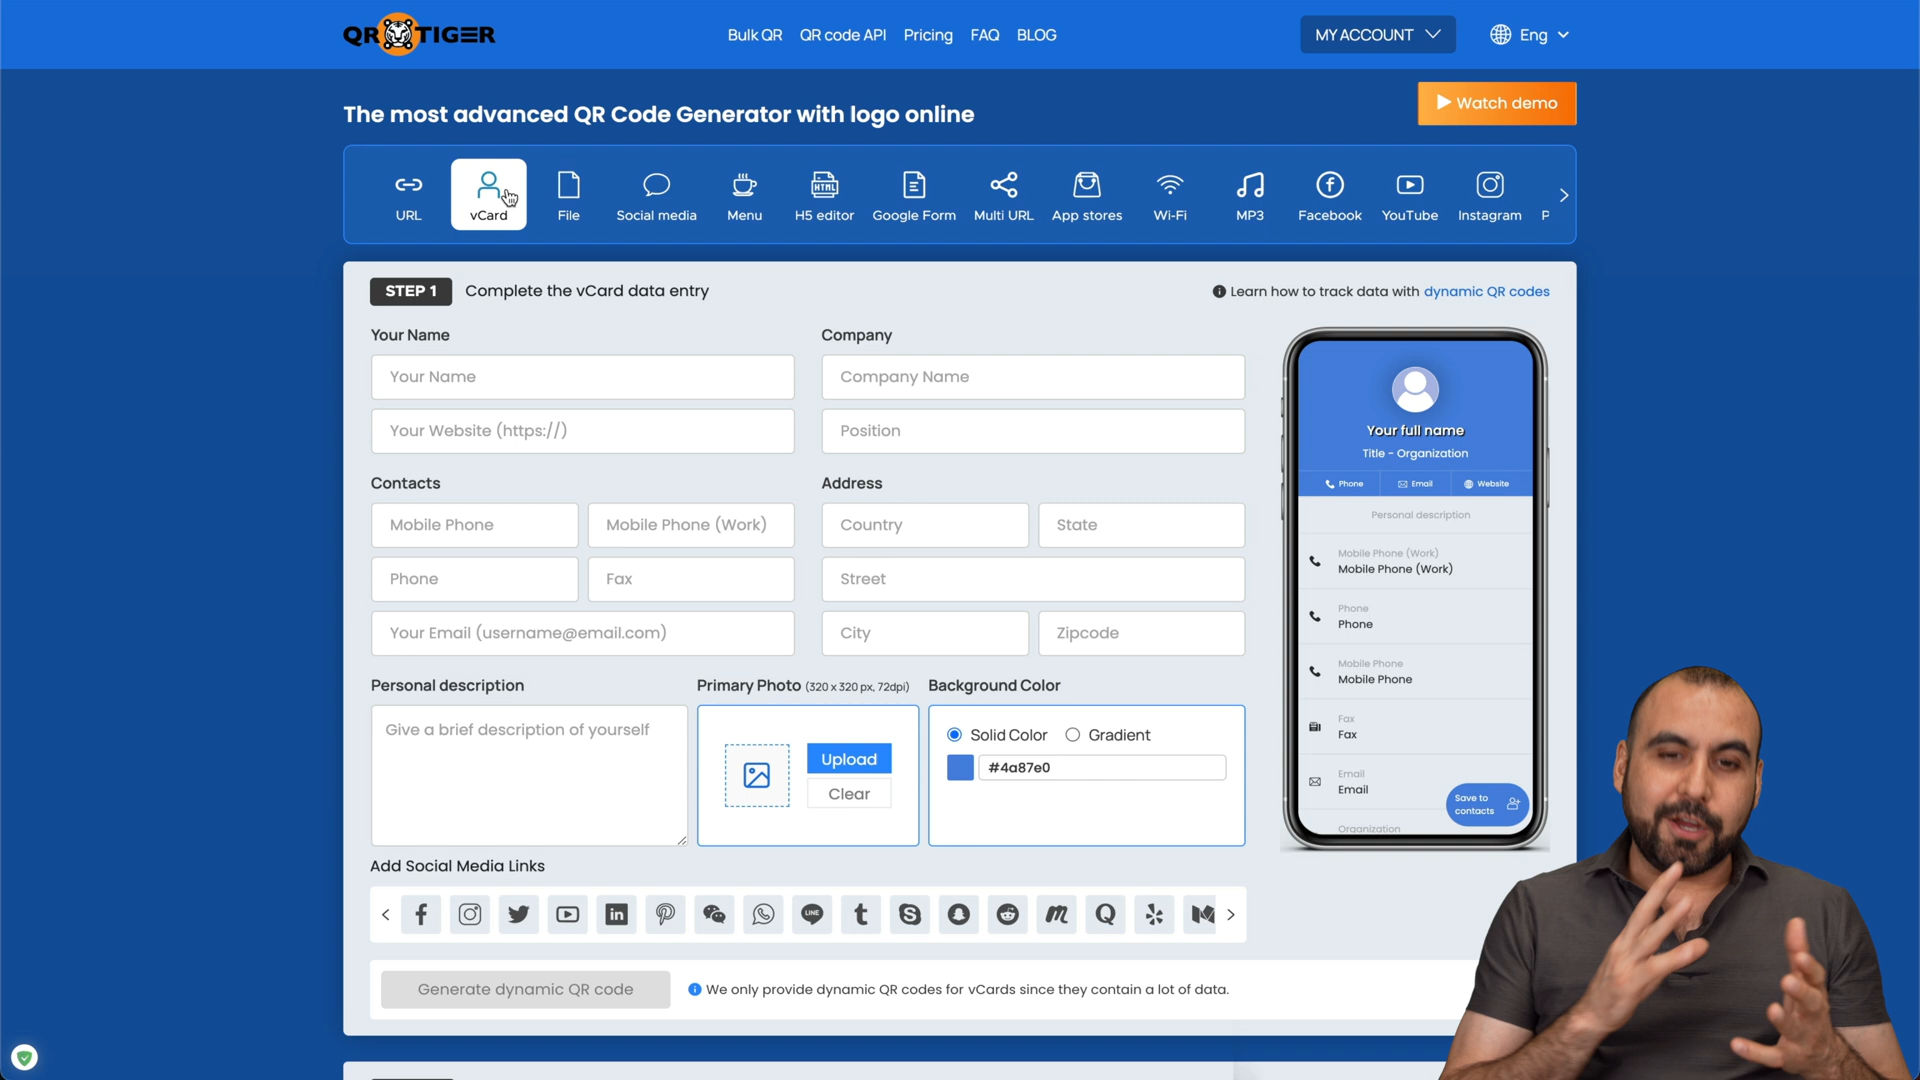 QR TIGER
Bulk QR QR code API Pricing FAQ BLOG
MY ACCOUNT
Eng
The most advanced QR Code Generator with logo online
Watch demo
URL
vCard
File
Social media
Menu
HTML
H5 editor
Google Form
Multi URL
App stores
Wi-Fi
MP3
Facebook
YouTube
Instagram
P
STEP 1 Complete the vCard data entry
Learn how to track data with dynamic QR codes
Your Name
Company
Your Name
Company Name
Your Website (https://)
Position
Contacts
Address
Mobile Phone
Mobile Phone (Work)
Country
State
Phone
Fax
Street
Your Email (username@email.com)
City
Zipcode
Personal description
Primary Photo (320 x 320 px, 72dpi)
Background Color
Give a brief description of yourself
Upload
Clear
Solid Color
Gradient
#4a87e0
Your full name
Title - Organization
Phone
Email
Website
Personal description
Mobile Phone (Work)
Mobile Phone (Work)
Phone
Phone
Mobile Phone
Mobile Phone
Fax
Fax
Email
Email
Organization
Save to
contacts
Add Social Media Links
LINE
Generate dynamic QR code
We only provide dynamic QR codes for vCards since they contain a lot of data.